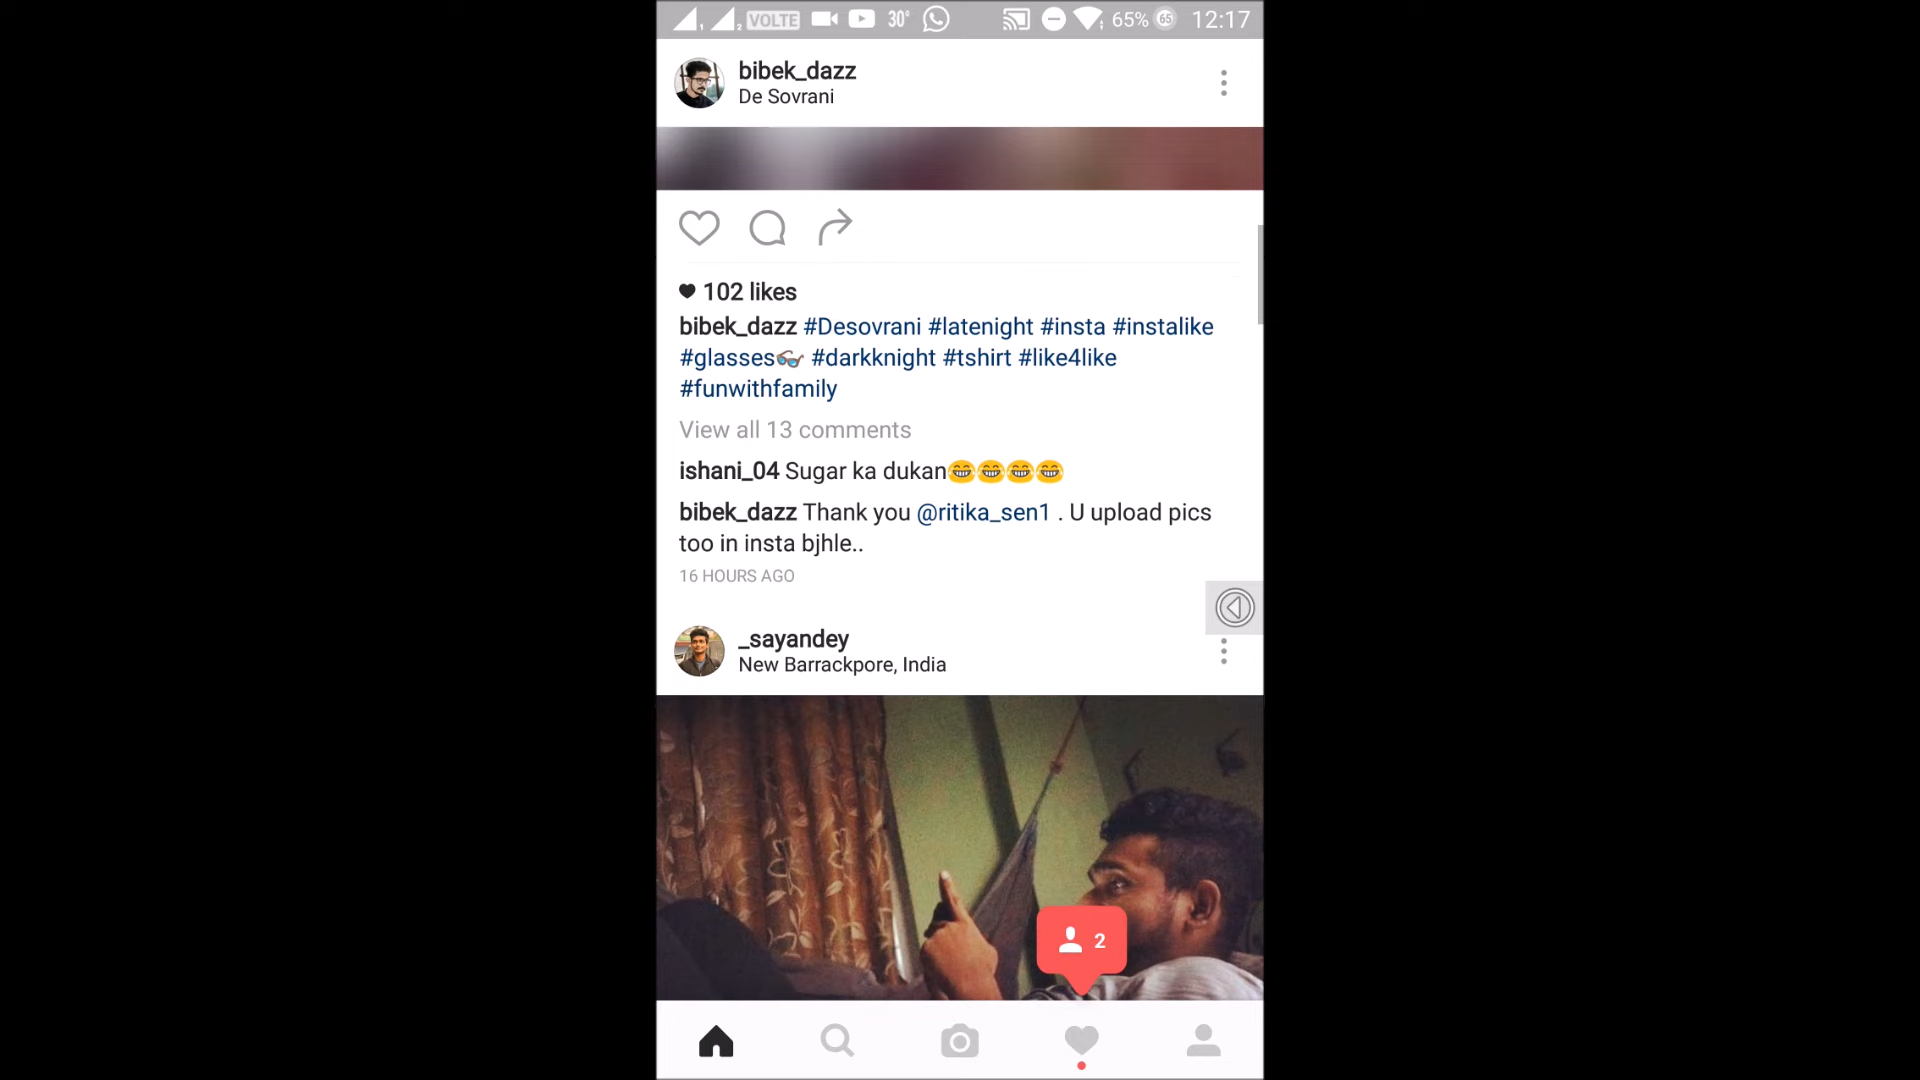 VOLTE 30° 65% 65 12:17
bibek_dazz
De Sovrani
102 likes
bibek_dazz #Desovrani #latenight #insta #instalike
#glasses👓 #darkknight #tshirt #like4like
#funwithfamily
View all 13 comments
ishani_04 Sugar ka dukan😂😂😂😂
bibek_dazz Thank you @ritika_sen1 . U upload pics
too in insta bjhle..
16 HOURS AGO
_sayandey
New Barrackpore, India
2